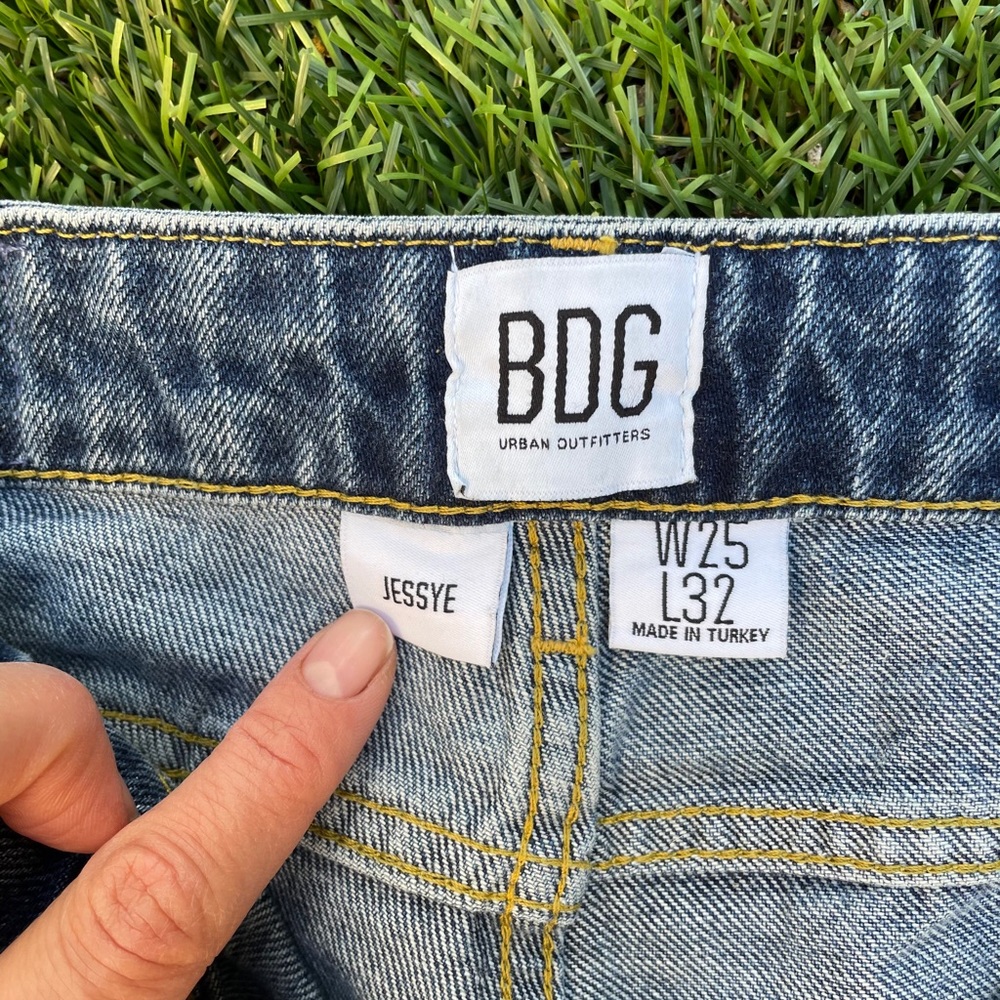 BDG
URBAN OUTFITTERS
JESSYE
W25
L32
MADE IN TURKEY